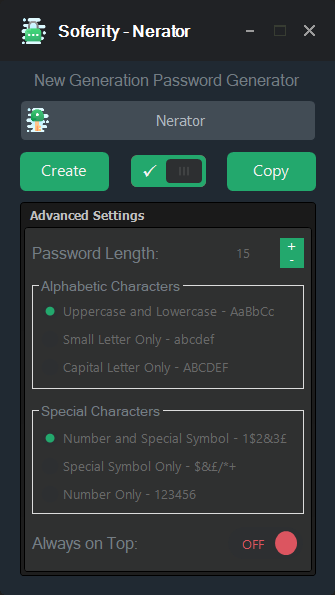 Soferity - Nerator
New Generation Password Generator
Nerator
Create
Copy
Advanced Settings
Password Length: 15 + -
Alphabetic Characters
Uppercase and Lowercase - AaBbCc
Small Letter Only - abcdef
Capital Letter Only - ABCDEF
Special Characters
Number and Special Symbol - 1$2&3£
Special Symbol Only - $&£/*+
Number Only - 123456
Always on Top: OFF